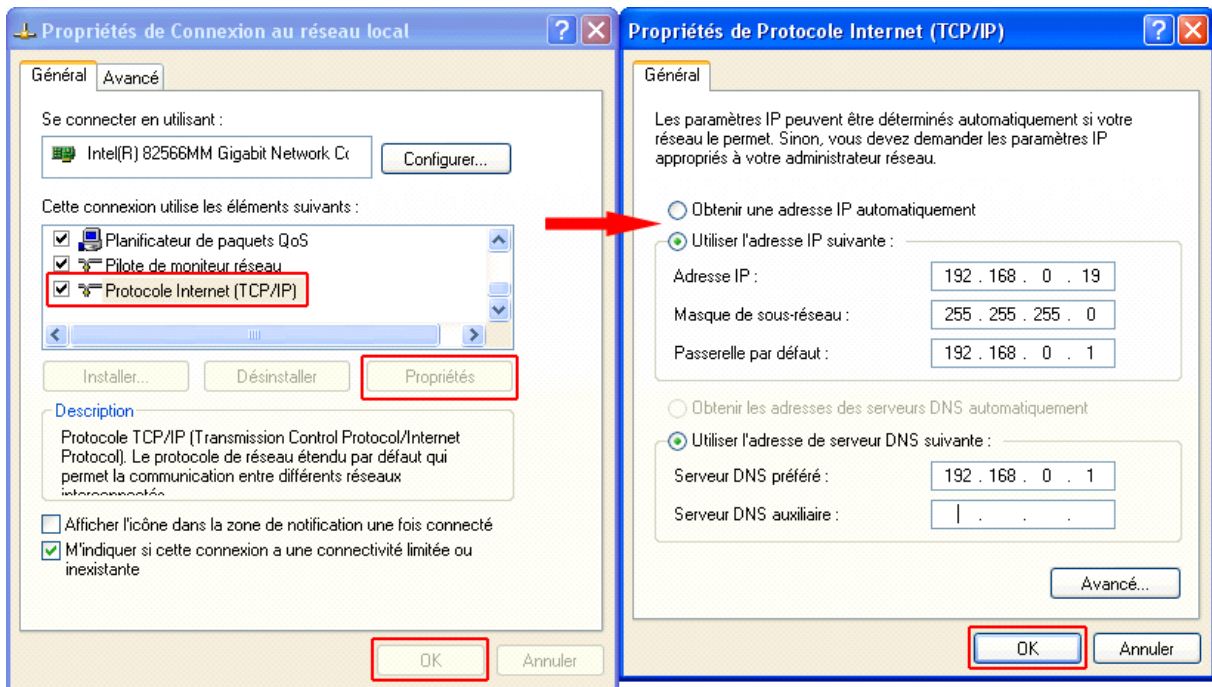 Propriétés de Connexion au réseau local
Général
Avancé
Se connecter en utilisant :
Intel(R) 82566MM Gigabit Network Co
Configurer...
Cette connexion utilise les éléments suivants :
Planificateur de paquets QoS
Pilote de moniteur réseau
Protocole Internet (TCP/IP)
Installer...
Désinstaller
Propriétés
Description
Protocole TCP/IP (Transmission Control Protocol/Internet
Protocol). Le protocole de réseau étendu par défaut qui
permet la communication entre différents réseaux
interconnectés.
Afficher l'icône dans la zone de notification une fois connecté
M'indiquer si cette connexion a une connectivité limitée ou
inexistante
OK
Annuler
Propriétés de Protocole Internet (TCP/IP)
Général
Les paramètres IP peuvent être déterminés automatiquement si votre
réseau le permet. Sinon, vous devez demander les paramètres IP
appropriés à votre administrateur réseau.
Obtenir une adresse IP automatiquement
Utiliser l'adresse IP suivante :
Adresse IP :
192 . 168 . 0 . 19
Masque de sous-réseau :
255 . 255 . 255 . 0
Passerelle par défaut :
192 . 168 . 0 . 1
Obtenir les adresses des serveurs DNS automatiquement
Utiliser l'adresse de serveur DNS suivante :
Serveur DNS préféré :
192 . 168 . 0 . 1
Serveur DNS auxiliaire :
. . .
Avancé...
OK
Annuler